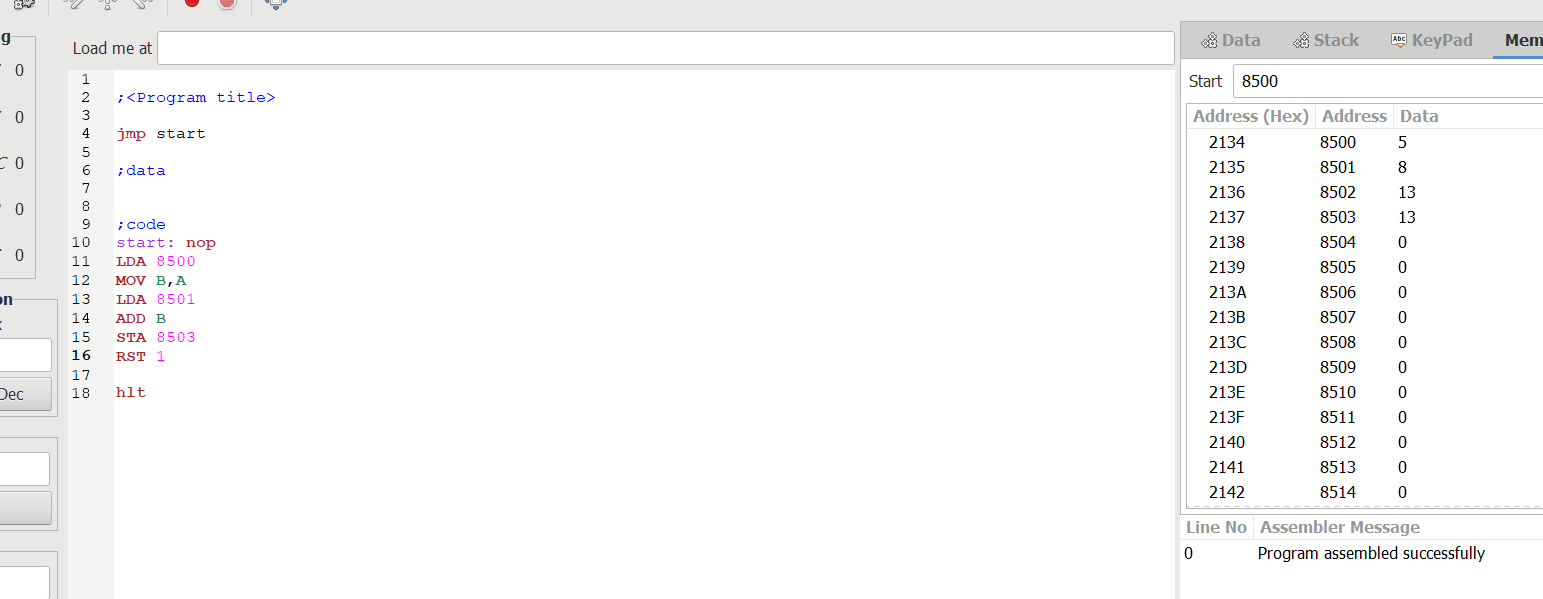 g
0
0
C 0
0
0
on
Dec
Load me at
1
2 ;<Program title>
3
4 jmp start
5
6 ;data
7
8
9 ;code
10 start: nop
11 LDA 8500
12 MOV B,A
13 LDA 8501
14 ADD B
15 STA 8503
16 RST 1
17
18 hlt
Data Stack Abc KeyPad Mem
Start 8500
Address (Hex) Address Data
2134 8500 5
2135 8501 8
2136 8502 13
2137 8503 13
2138 8504 0
2139 8505 0
213A 8506 0
213B 8507 0
213C 8508 0
213D 8509 0
213E 8510 0
213F 8511 0
2140 8512 0
2141 8513 0
2142 8514 0
Line No Assembler Message
0 Program assembled successfully